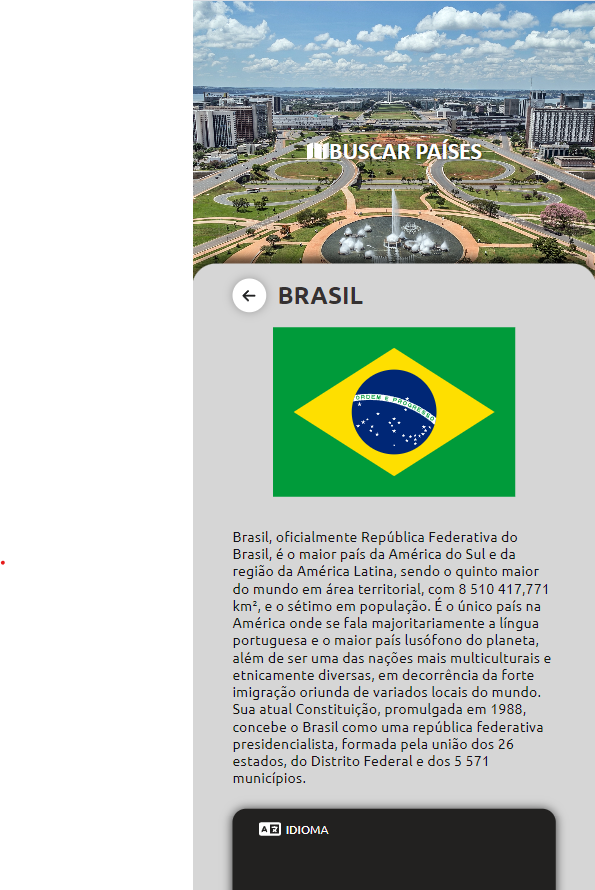 BUSCAR PAÍSES
BRASIL
ORDEM E PROGRESSO
Brasil, oficialmente República Federativa do
Brasil, é o maior país da América do Sul e da
região da América Latina, sendo o quinto maior
do mundo em área territorial, com 8 510 417,771
km², e o sétimo em população. É o único país na
América onde se fala majoritariamente a língua
portuguesa e o maior país lusófono do planeta,
além de ser uma das nações mais multiculturais e
etnicamente diversas, em decorrência da forte
imigração oriunda de variados locais do mundo.
Sua atual Constituição, promulgada em 1988,
concebe o Brasil como uma república federativa
presidencialista, formada pela união dos 26
estados, do Distrito Federal e dos 5 571
municípios.
IDIOMA